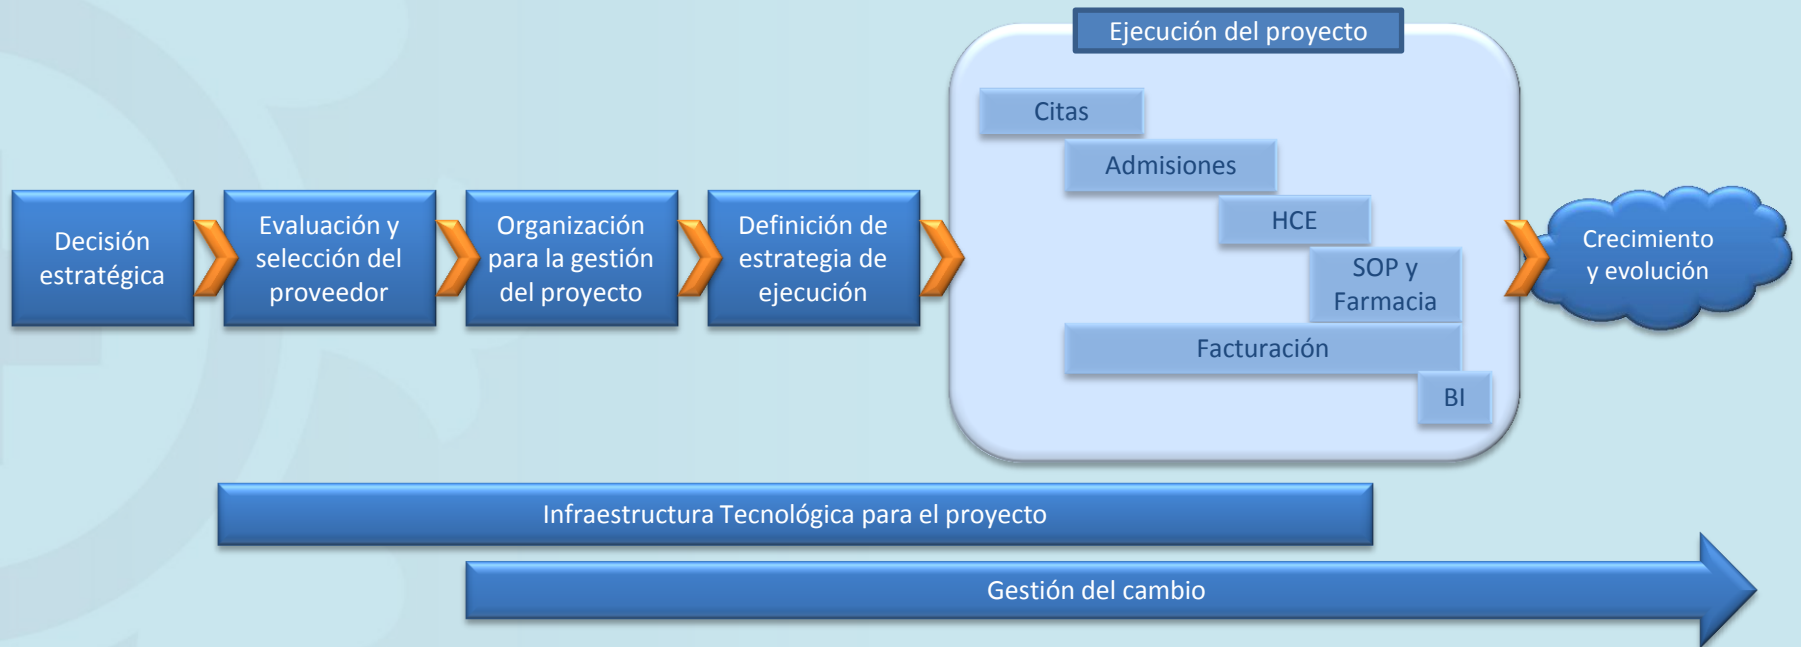 Ejecución del proyecto
Citas
Admisiones
HCE
SOP y
Farmacia
Facturación
BI
Decisión
estratégica
Evaluación y
selección del
proveedor
Organización
para la gestión
del proyecto
Definición de
estrategia de
ejecución
Crecimiento
y evolución
Infraestructura Tecnológica para el proyecto
Gestión del cambio